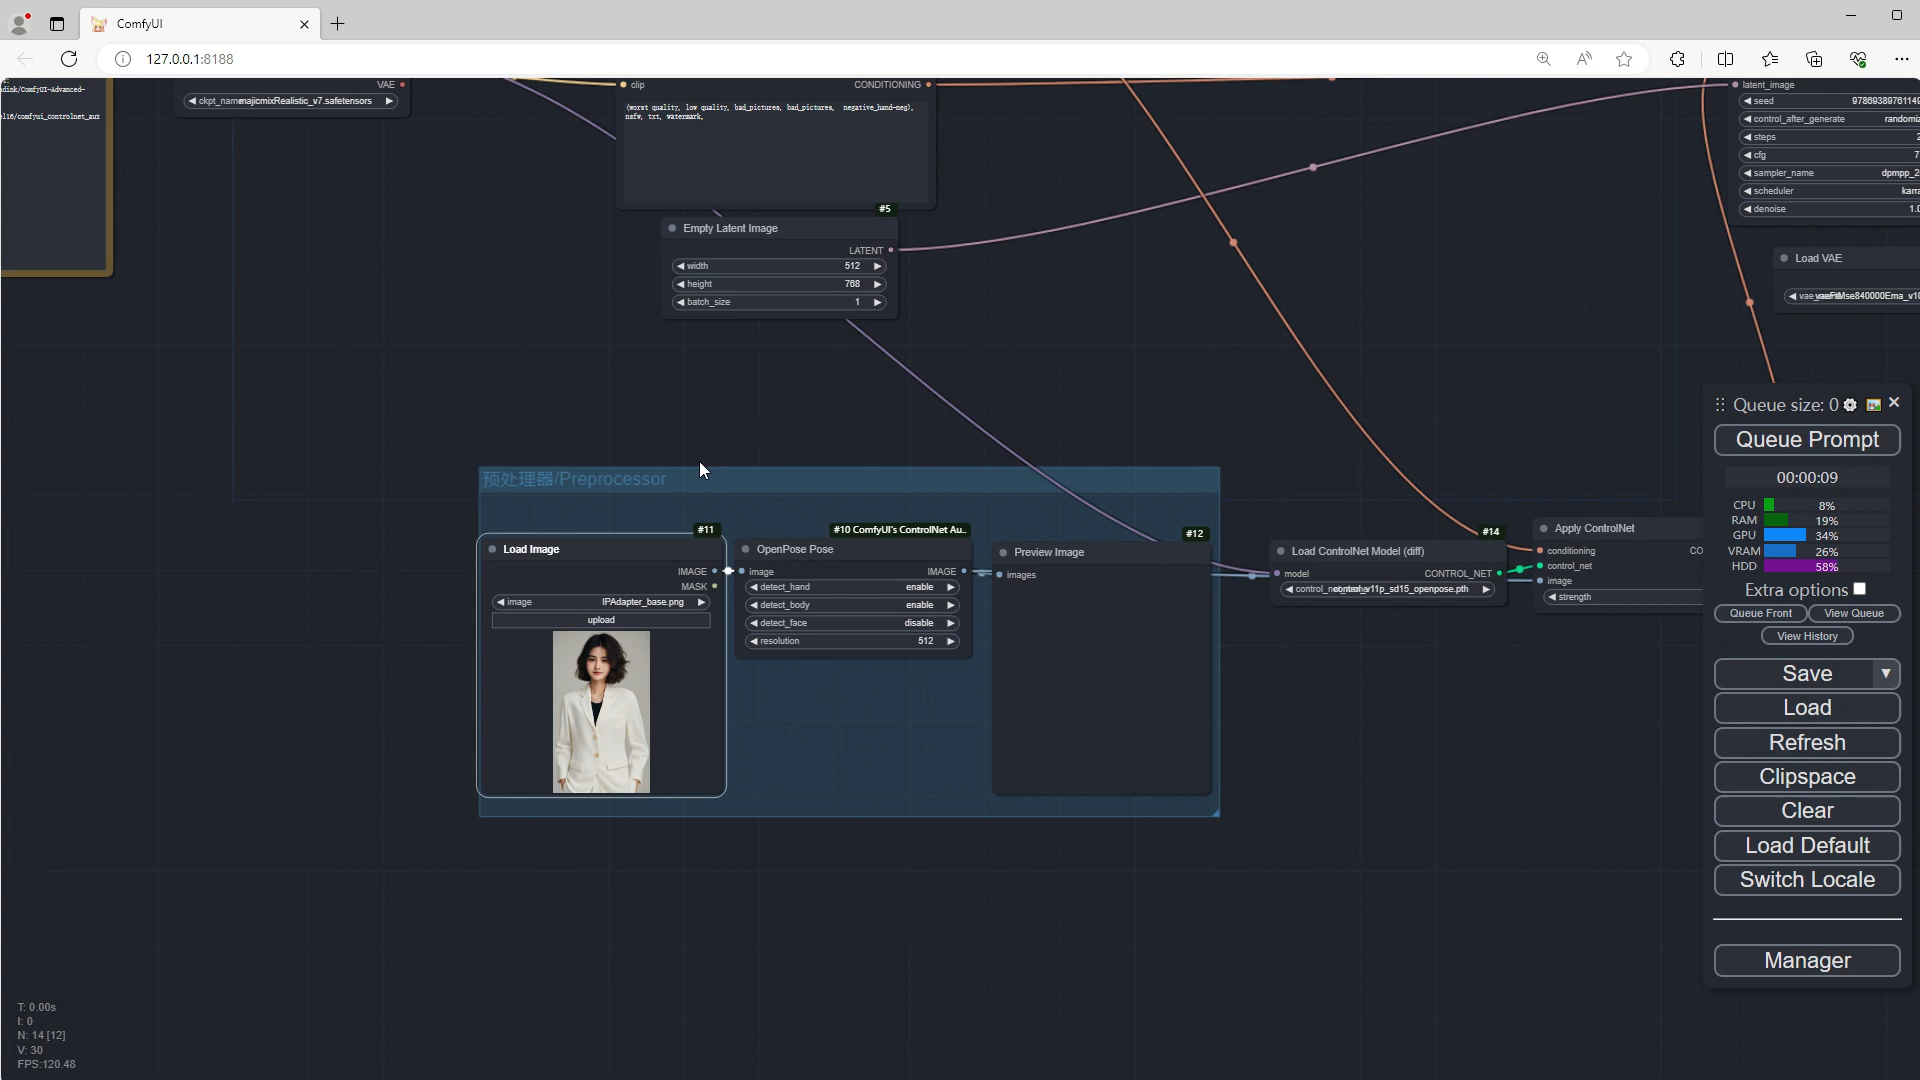 ComfyUI
127.0.0.1:8188
VAE
ckpt_name majicmixRealistic_v7.safetensors
clip
CONDITIONING
(worst quality, low quality, bad_pictures, bad_pictures, negative_hand-neg),
nsfw, txt, watermark,
latent_image
seed
control_after_generate
steps
cfg 7
sampler_name dpmpp_2
scheduler karra
denoise 1.0
#5
Empty Latent Image
LATENT
width 512
height 768
batch_size 1
Load VAE
预处理器/Preprocessor
#11
Load Image
IMAGE
MASK
image IPAdapter_base.png
upload
#10 ComfyUI's ControlNet Au..
OpenPose Pose
image IMAGE
detect_hand enable
detect_body enable
detect_face disable
resolution 512
#12
Preview Image
images
#14
Load ControlNet Model (diff)
model CONTROL_NET
Apply ControlNet
conditioning CO
control_net
image
strength
Queue size: 0
Queue Prompt
00:00:09
CPU 8%
RAM 19%
GPU 34%
VRAM 26%
HDD 58%
Extra options
Queue Front View Queue
View History
Save
Load
Refresh
Clipspace
Clear
Load Default
Switch Locale
Manager
T: 0.00s
I: 0
N: 14 [12]
V: 30
FPS:120.48